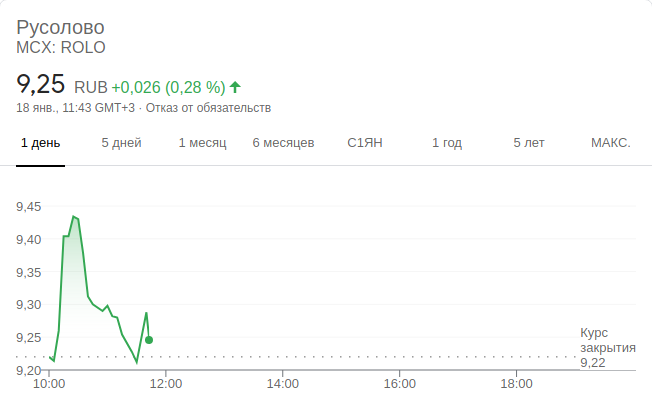 Русолово
MCX: ROLO
9,25 RUB +0,026 (0,28 %)
18 янв., 11:43 GMT+3 · Отказ от обязательств
1 день 5 дней 1 месяц 6 месяцев С1ЯН 1 год 5 лет МАКС.
9,45
9,40
9,35
9,30
9,25
9,20
Курс
закрытия
9,22
10:00 12:00 14:00 16:00 18:00